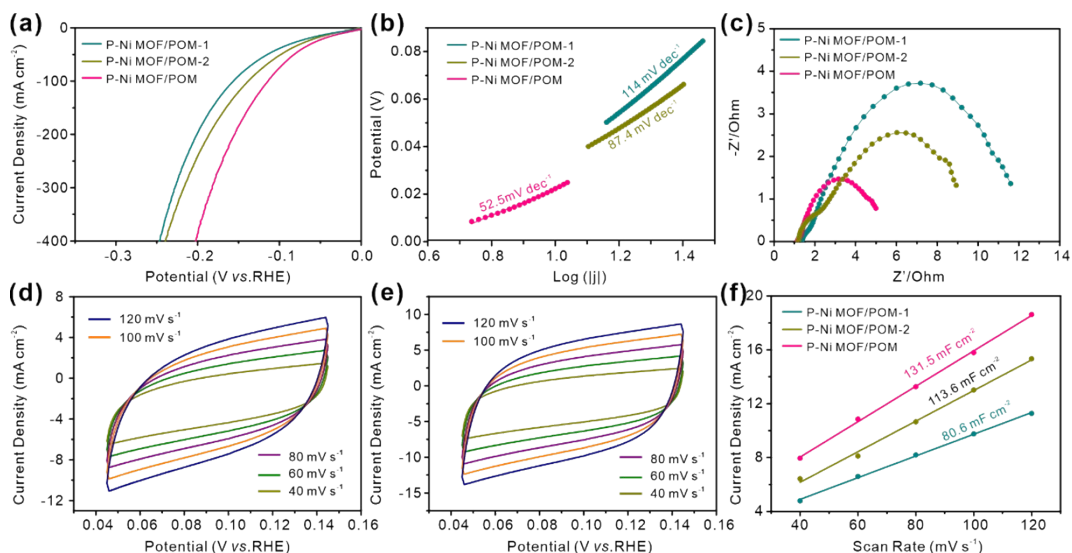 (a)
P-Ni MOF/POM-1
P-Ni MOF/POM-2
P-Ni MOF/POM
Current Density (mA cm⁻²)
0
-100
-200
-300
-400
-0.3
-0.2
-0.1
0.0
Potential (V vs.RHE)
(b)
P-Ni MOF/POM-1
P-Ni MOF/POM-2
P-Ni MOF/POM
114 mV dec⁻¹
87.4 mV dec⁻¹
52.5mV dec⁻¹
Potential (V)
0.08
0.06
0.04
0.02
0.00
0.6
0.8
1.0
1.2
1.4
Log (|j|)
(c)
P-Ni MOF/POM-1
P-Ni MOF/POM-2
P-Ni MOF/POM
-Z'/Ohm
5
4
3
2
1
0
0
2
4
6
8
10
12
14
Z'/Ohm
(d)
120 mV s⁻¹
100 mV s⁻¹
80 mV s⁻¹
60 mV s⁻¹
40 mV s⁻¹
Current Density (mA cm⁻²)
8
4
0
-4
-8
-12
0.04
0.06
0.08
0.10
0.12
0.14
0.16
Potential (V vs.RHE)
(e)
120 mV s⁻¹
100 mV s⁻¹
80 mV s⁻¹
60 mV s⁻¹
40 mV s⁻¹
Current Density (mA cm⁻²)
10
5
0
-5
-10
-15
0.04
0.06
0.08
0.10
0.12
0.14
0.16
Potential (V vs.RHE)
(f)
P-Ni MOF/POM-1
P-Ni MOF/POM-2
P-Ni MOF/POM
131.5 mF cm⁻²
113.6 mF cm⁻²
80.6 mF cm⁻²
Current Density (mA cm⁻²)
20
16
12
8
4
40
60
80
100
120
Scan Rate (mV s⁻¹)